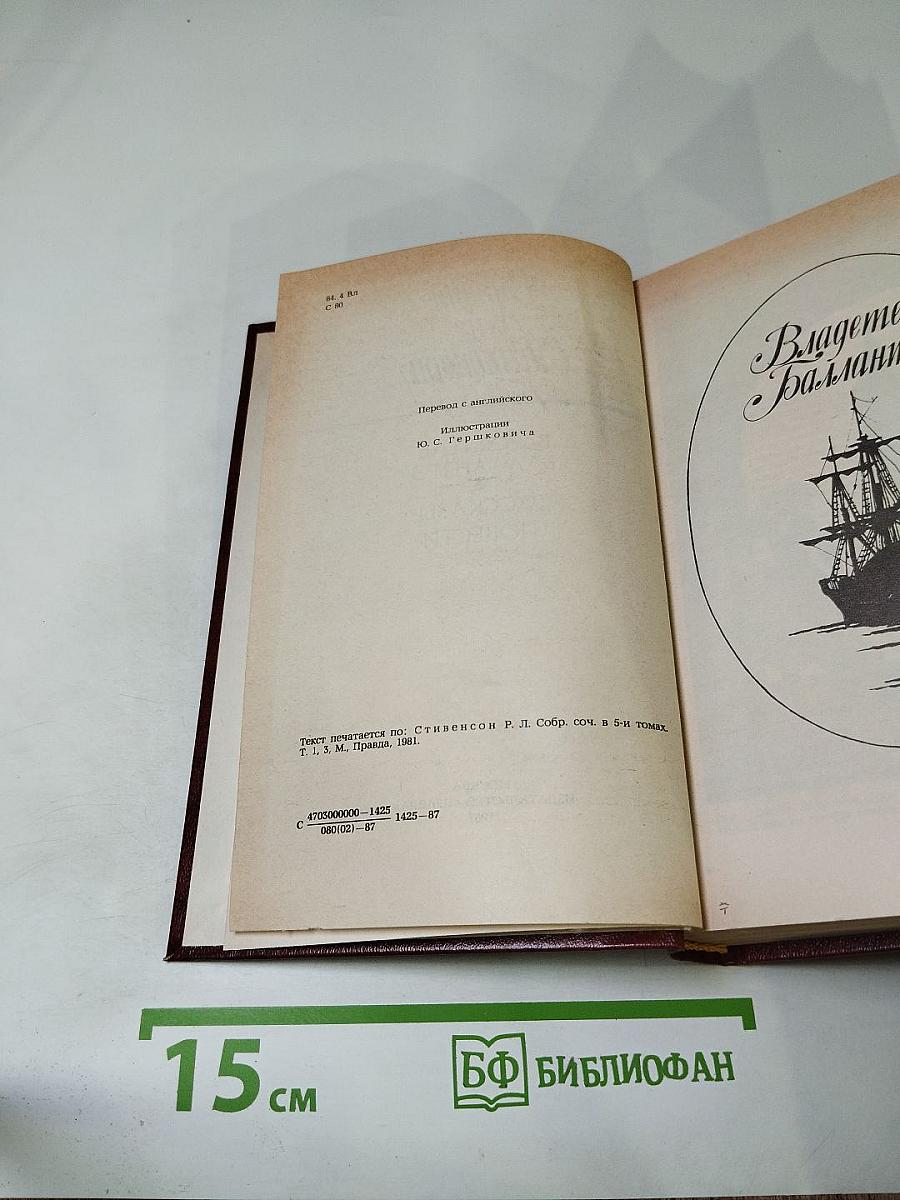 84. 4 Вл
С 80
Перевод с английского
Иллюстрации
Ю. С. Гершковича
Текст печатается по: Стивенсон Р. Л. Собр. соч. в 5-и томах.
Т. 1, 3, М., Правда, 1981.
С 4703000000—1425
080(02)—87
1425—87
Владете
Баллант
15 см
БФ БИБЛИОФАН